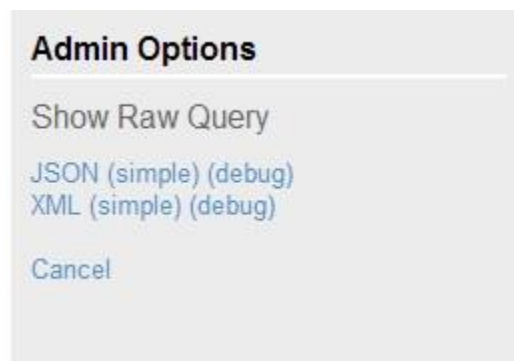 Admin Options
Show Raw Query
JSON (simple) (debug)
XML (simple) (debug)
Cancel